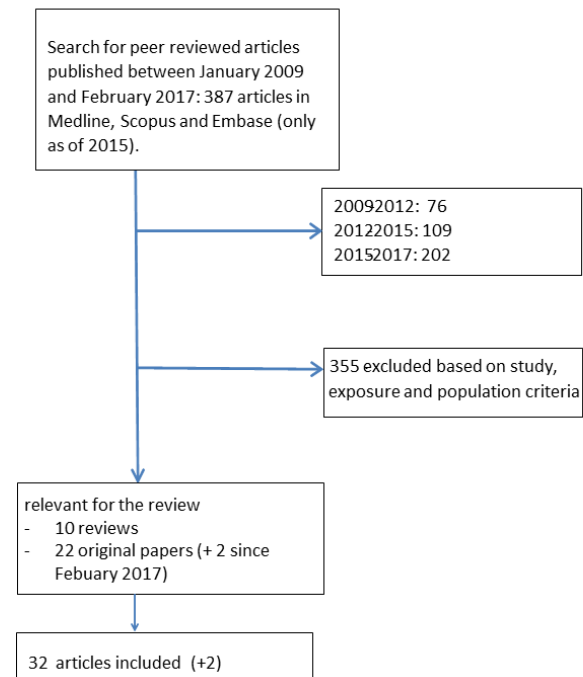 Search for peer reviewed articles
published between January 2009
and February 2017: 387 articles in
Medline, Scopus and Embase (only
as of 2015).
20092012: 76
20122015: 109
20152017: 202
355 excluded based on study,
exposure and population criteria
relevant for the review
- 10 reviews
- 22 original papers (+ 2 since
Febuary 2017)
32 articles included (+2)